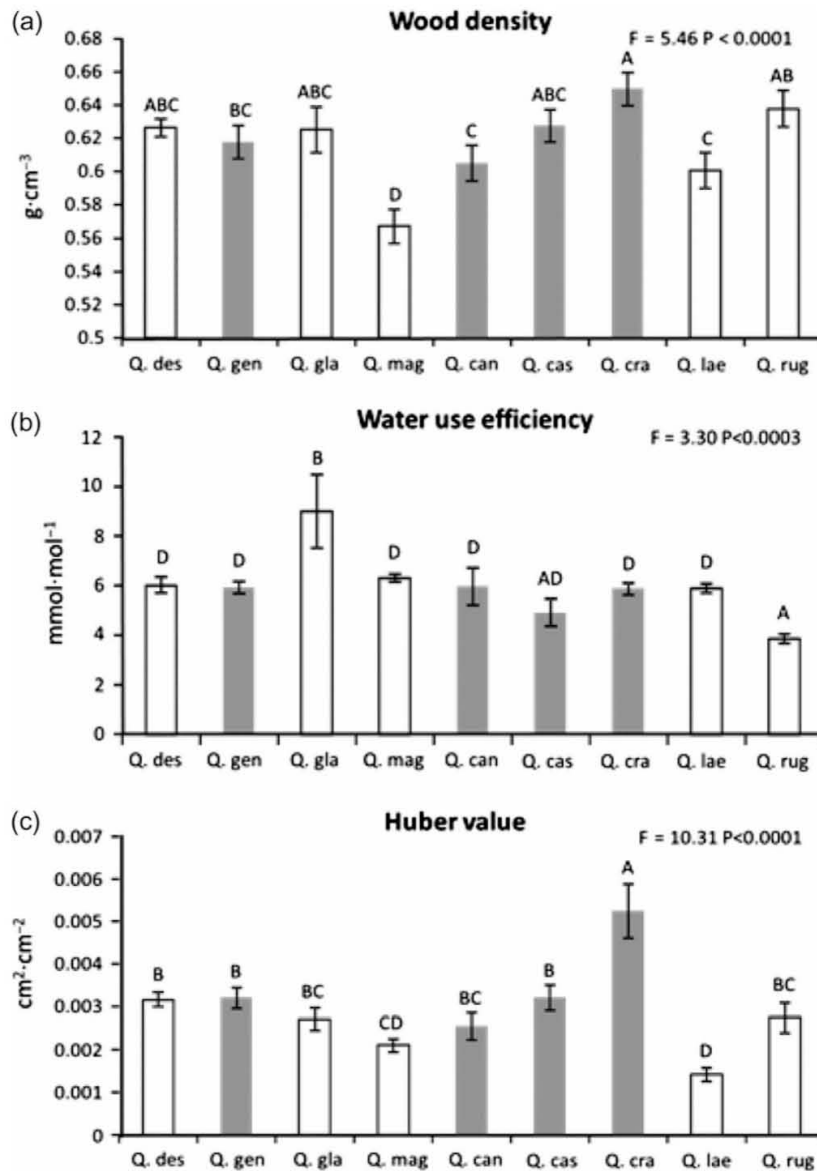 (a)
Wood density
F = 5.46 P < 0.0001
g·cm⁻³
0.68
0.66
0.64
0.62
0.6
0.58
0.56
0.54
0.52
0.5
ABC
BC
ABC
D
C
ABC
A
C
AB
Q. des Q. gen Q. gla Q. mag Q. can Q. cas Q. cra Q. lae Q. rug
(b)
Water use efficiency
F = 3.30 P<0.0003
mmol·mol⁻¹
12
10
8
6
4
2
0
D
D
B
D
D
AD
D
D
A
Q. des Q. gen Q. gla Q. mag Q. can Q. cas Q. cra Q. lae Q. rug
(c)
Huber value
F = 10.31 P<0.0001
cm²·cm⁻²
0.007
0.006
0.005
0.004
0.003
0.002
0.001
0
B
B
BC
CD
BC
B
A
D
BC
Q. des Q. gen Q. gla Q. mag Q. can Q. cas Q. cra Q. lae Q. rug